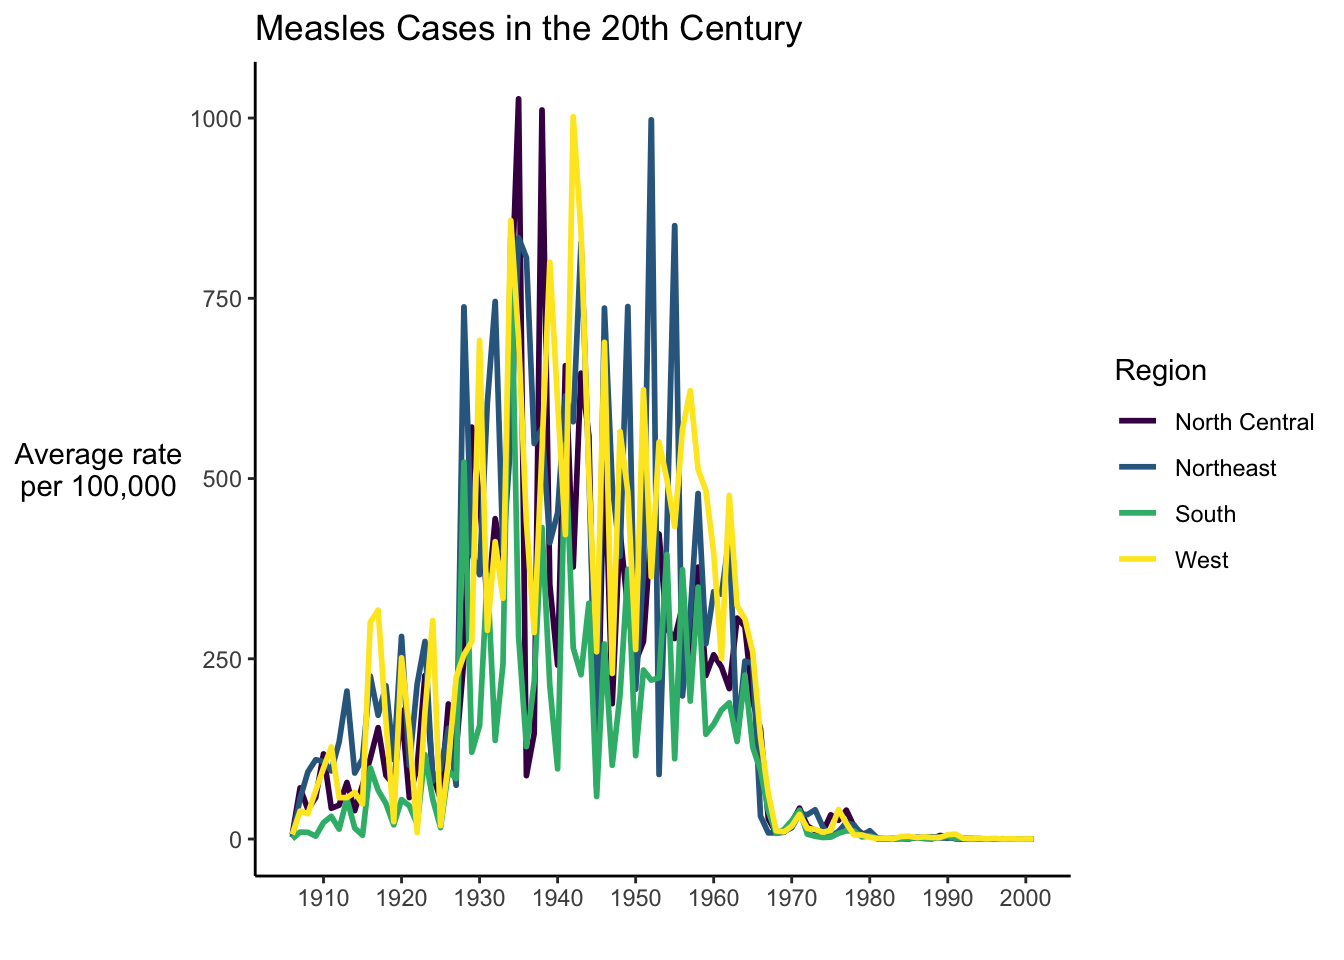 Measles Cases in the 20th Century
1000
750
500
250
0
Average rate
per 100,000
1910 1920 1930 1940 1950 1960 1970 1980 1990 2000
Region
North Central
Northeast
South
West